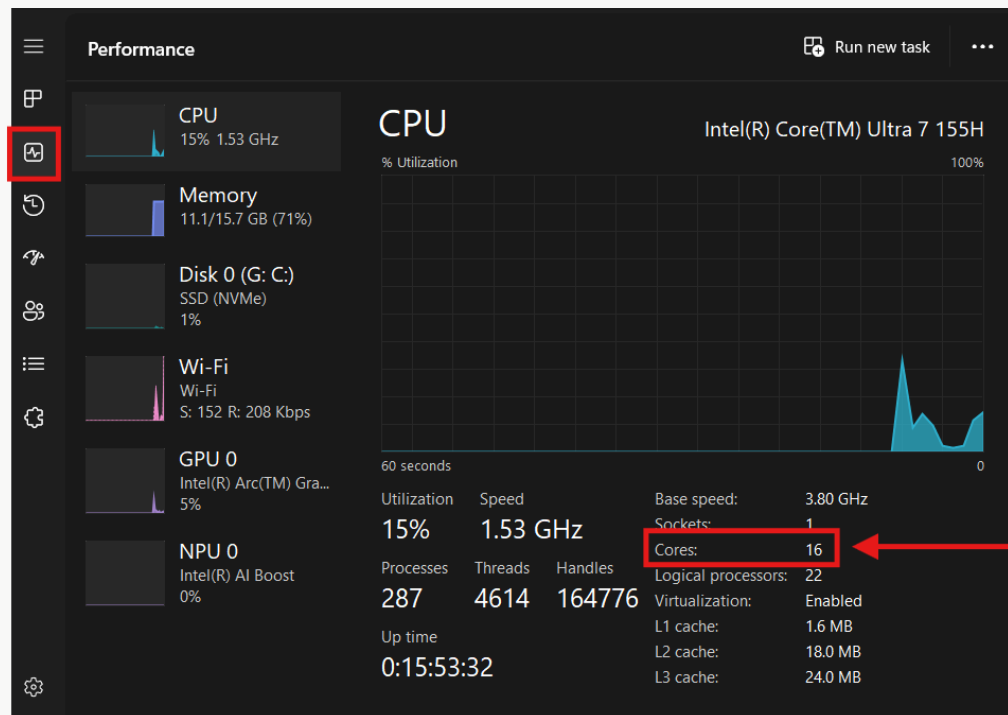 Performance
Run new task
CPU
15% 1.53 GHz
Memory
11.1/15.7 GB (71%)
Disk 0 (G: C:)
SSD (NVMe)
1%
Wi-Fi
Wi-Fi
S: 152 R: 208 Kbps
GPU 0
Intel(R) Arc(TM) Gra...
5%
NPU 0
Intel(R) AI Boost
0%
CPU
Intel(R) Core(TM) Ultra 7 155H
% Utilization 100%
60 seconds 0
Utilization Speed
15% 1.53 GHz
Processes Threads Handles
287 4614 164776
Up time
0:15:53:32
Base speed: 3.80 GHz
Sockets: 1
Cores: 16
Logical processors: 22
Virtualization: Enabled
L1 cache: 1.6 MB
L2 cache: 18.0 MB
L3 cache: 24.0 MB